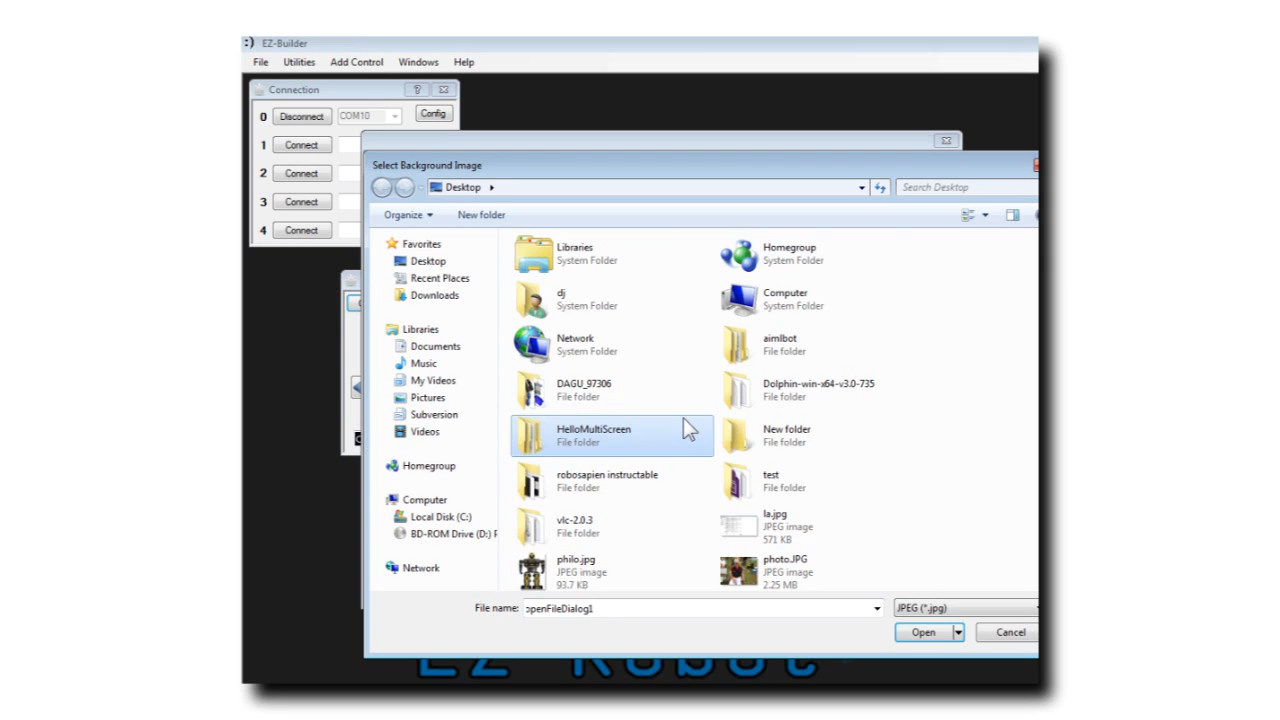 :) EZ-Builder
File Utilities Add Control Windows Help
Connection ?
0 Disconnect COM10 Config
1 Connect
2 Connect
3 Connect
4 Connect
Select Background Image
Desktop
Search Desktop
Organize New folder
Favorites
Desktop
Recent Places
Downloads
Libraries
Documents
Music
My Videos
Pictures
Subversion
Videos
Homegroup
Computer
Local Disk (C:)
BD-ROM Drive (D:) F
Network
Libraries
System Folder
Homegroup
System Folder
dj
System Folder
Computer
System Folder
Network
System Folder
aimlbot
File folder
DAGU_97306
File folder
Dolphin-win-x64-v3.0-735
File folder
HelloMultiScreen
File folder
New folder
File folder
robosapien instructable
File folder
test
File folder
vlc-2.0.3
File folder
la.jpg
JPEG image
571 KB
philo.jpg
JPEG image
93.7 KB
photo.JPG
JPEG image
2.25 MB
File name: openFileDialog1
JPEG (*.jpg)
Open Cancel
EZ Robot